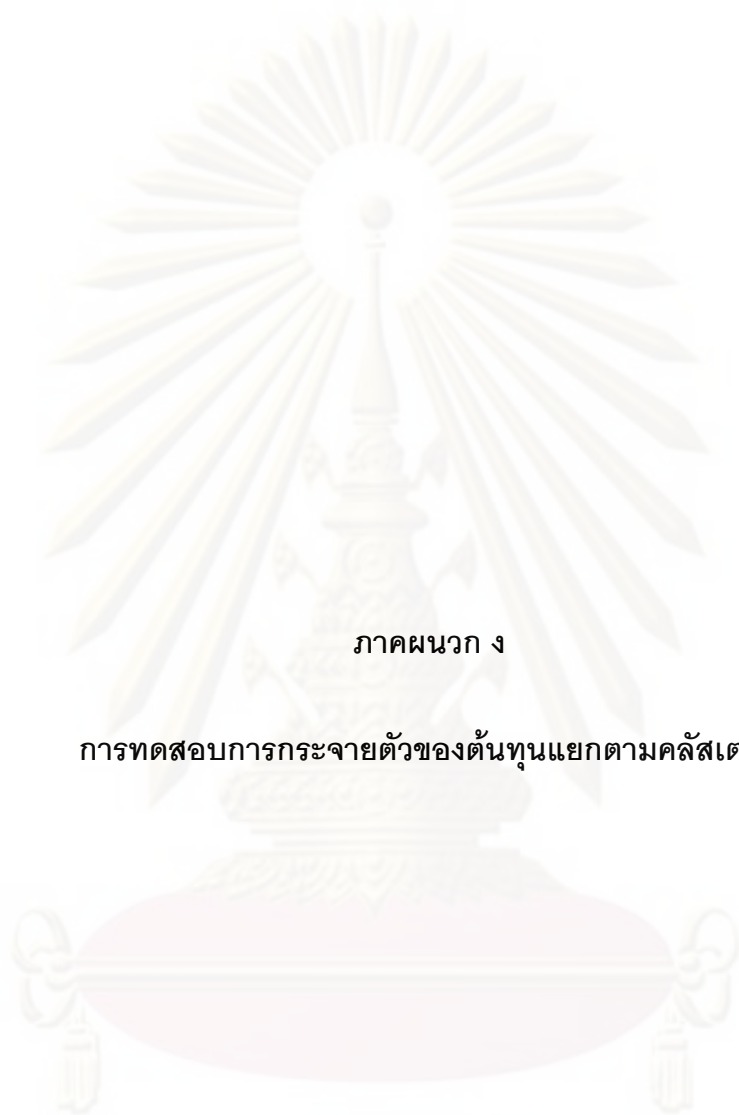 ภาคผนวก ง
การทดสอบการกระจายตัวของต้นทุนแยกตามคลัสเต